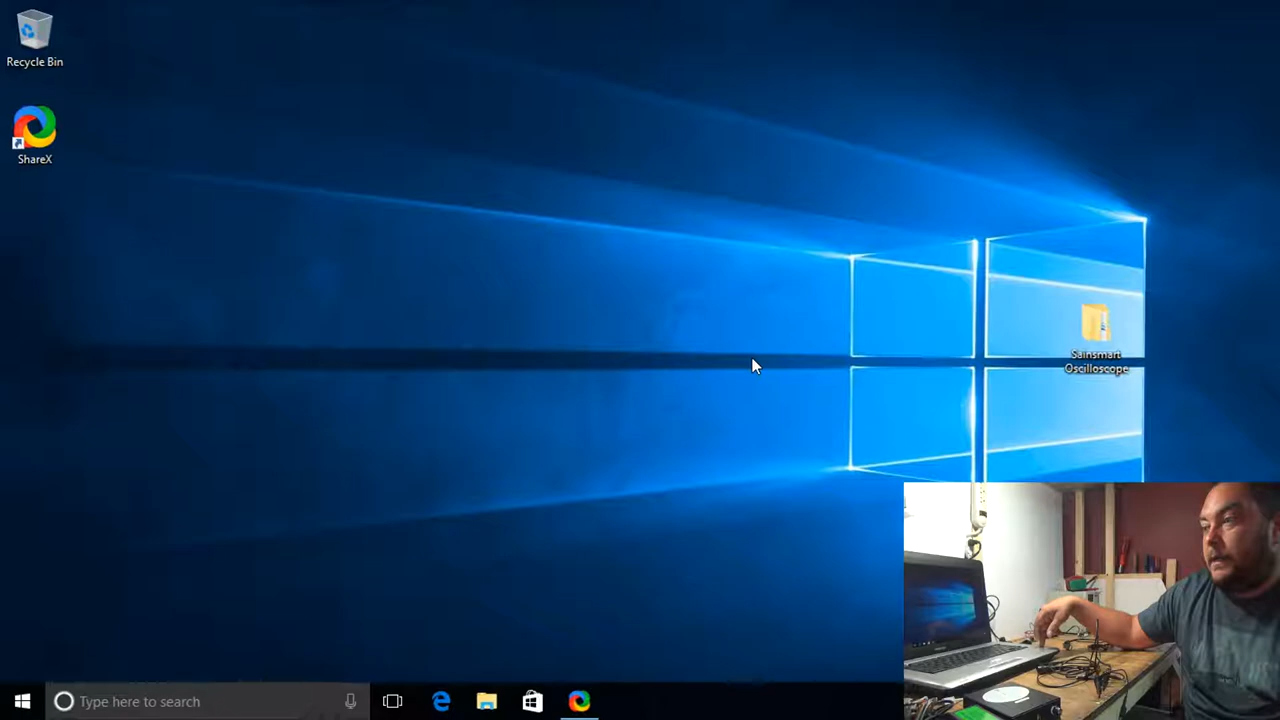 Recycle Bin
ShareX
Sainsmart
Oscilloscope
Type here to search